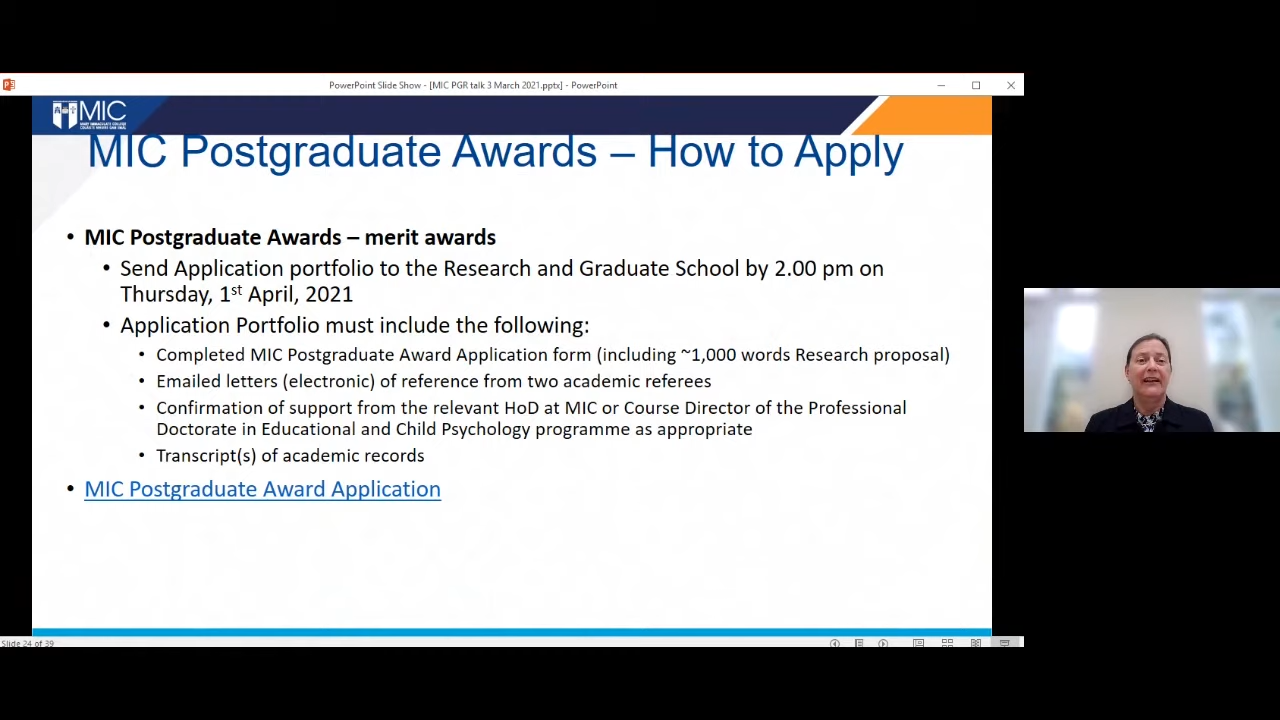 PowerPoint Slide Show - [MIC PGR talk 3 March 2021.pptx] - PowerPoint
MIC
MIC Postgraduate Awards – How to Apply
• MIC Postgraduate Awards – merit awards
• Send Application portfolio to the Research and Graduate School by 2.00 pm on
Thursday, 1st April, 2021
• Application Portfolio must include the following:
• Completed MIC Postgraduate Award Application form (including ~1,000 words Research proposal)
• Emailed letters (electronic) of reference from two academic referees
• Confirmation of support from the relevant HoD at MIC or Course Director of the Professional
Doctorate in Educational and Child Psychology programme as appropriate
• Transcript(s) of academic records
• MIC Postgraduate Award Application
Slide 24 of 39